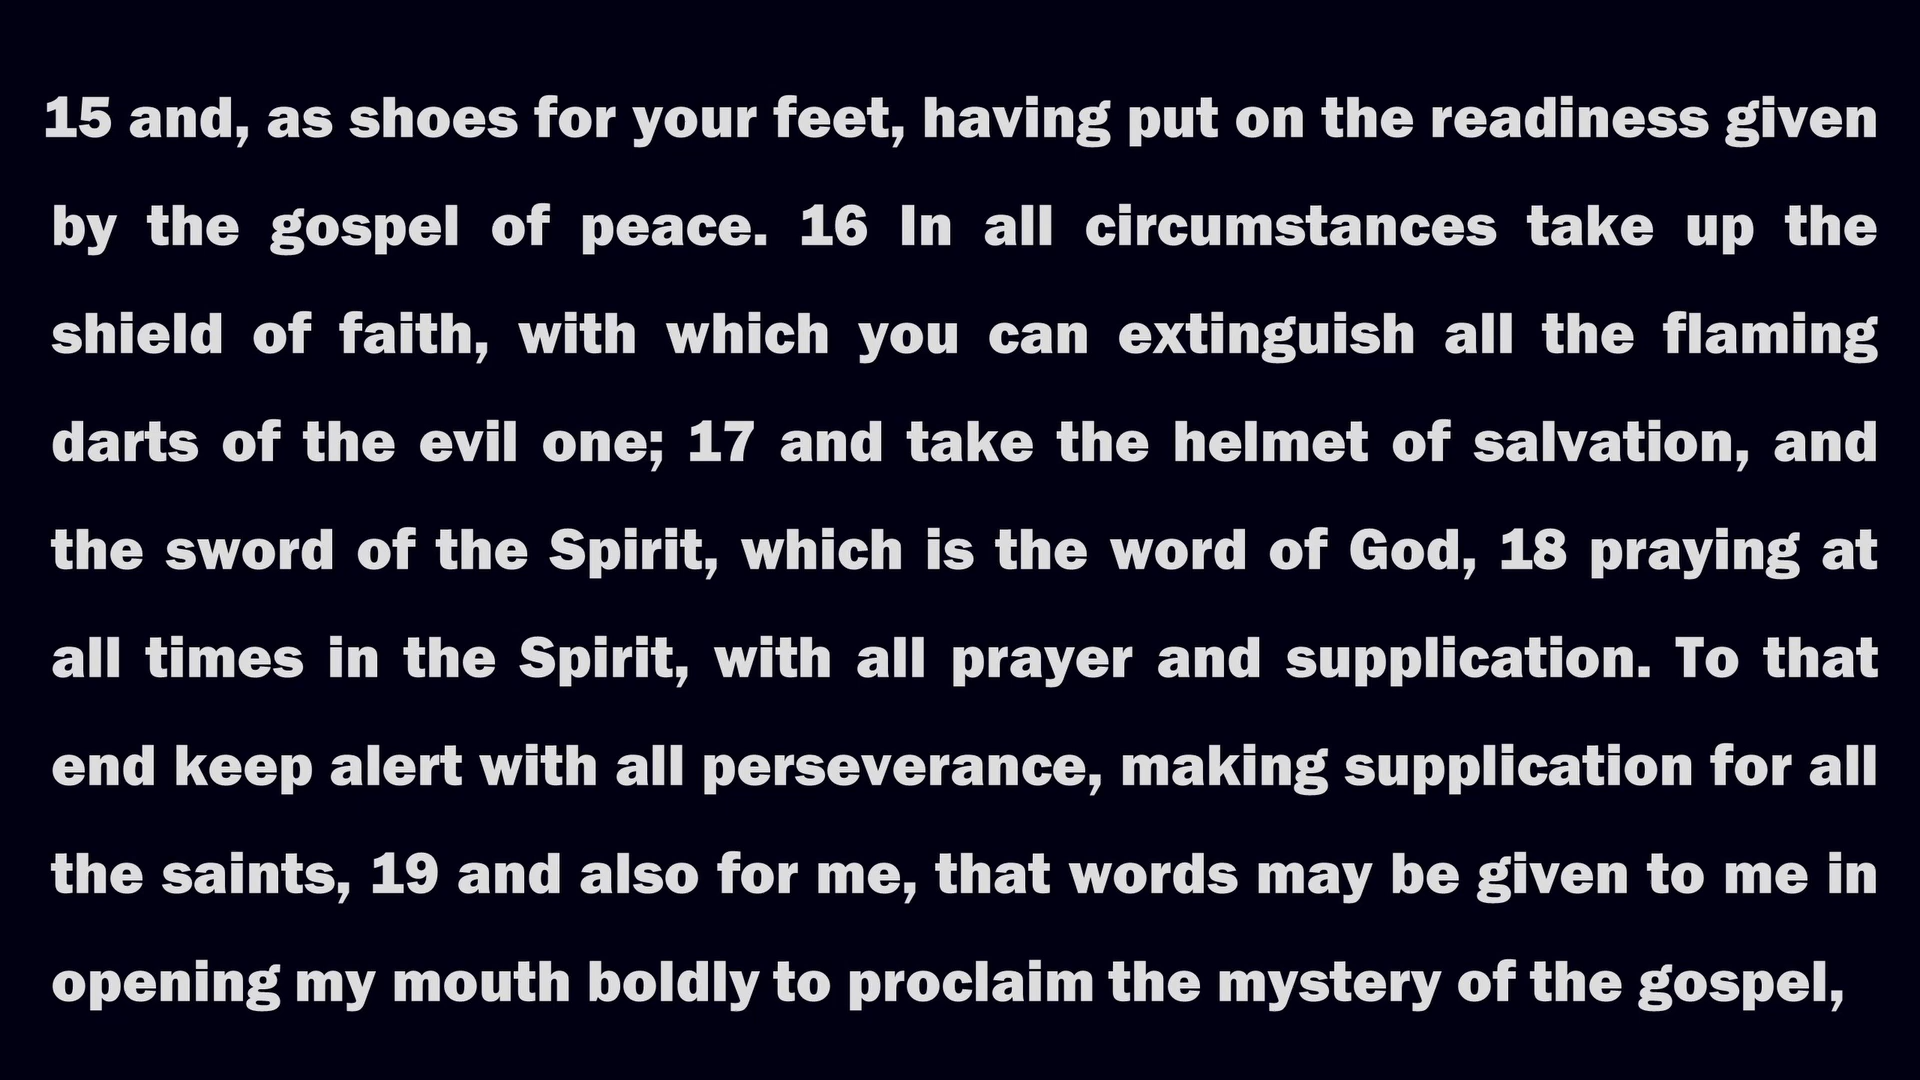 15 and, as shoes for your feet, having put on the readiness given
by the gospel of peace. 16 In all circumstances take up the
shield of faith, with which you can extinguish all the flaming
darts of the evil one; 17 and take the helmet of salvation, and
the sword of the Spirit, which is the word of God, 18 praying at
all times in the Spirit, with all prayer and supplication. To that
end keep alert with all perseverance, making supplication for all
the saints, 19 and also for me, that words may be given to me in
opening my mouth boldly to proclaim the mystery of the gospel,